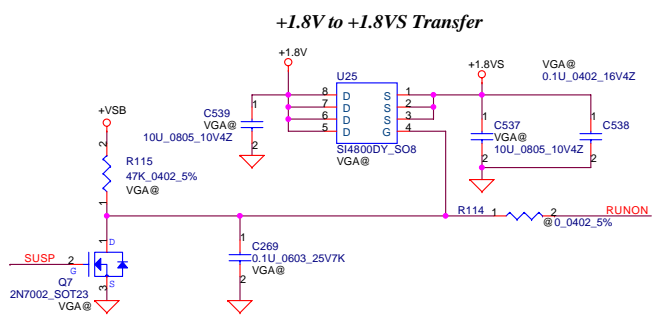 +1.8V to +1.8VS Transfer
+1.8V
U25
+1.8VS
VGA@
0.1U_0402_16V4Z
8 D S 1
7 D S 2
6 D S 3
5 D G 4
SI4800DY_SO8
VGA@
1
C539
VGA@
10U_0805_10V4Z
2
1
C537
VGA@
10U_0805_10V4Z
2
1
C538
2
+VSB
2
R115
47K_0402_5%
VGA@
1
R114 1 2 RUNON
@0_0402_5%
1
C269
0.1U_0603_25V7K
VGA@
2
SUSP 2 G
1 D
3 S
Q7
2N7002_SOT23
VGA@